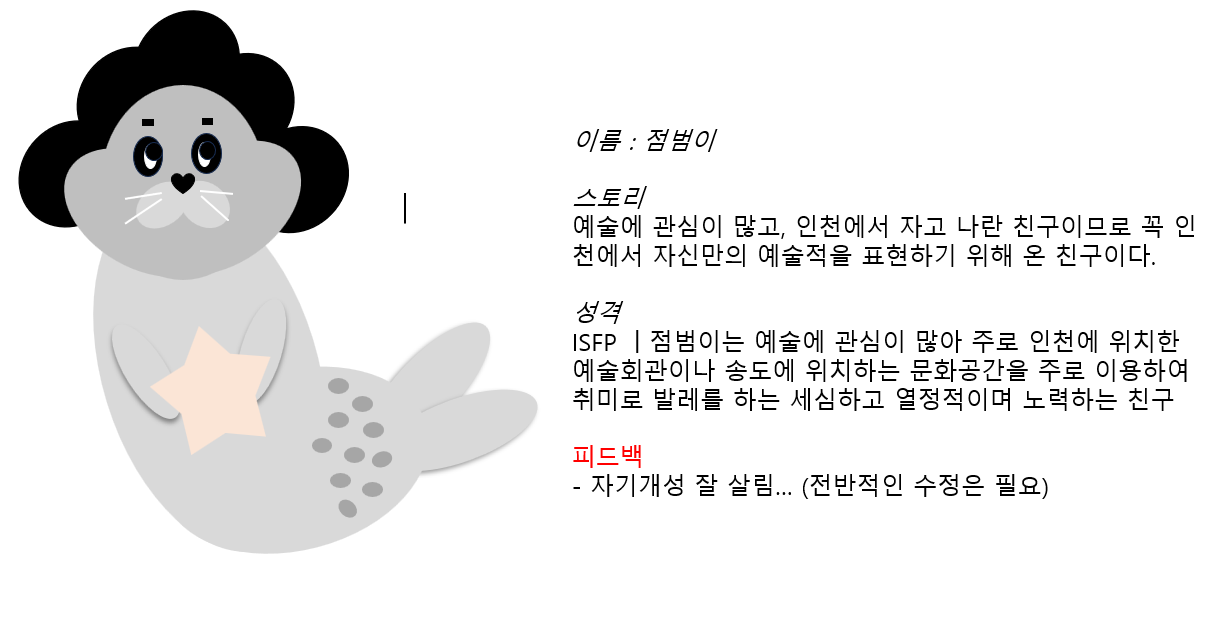 이름 : 점범이
스토리
예술에 관심이 많고, 인천에서 자고 나란 친구이므로 꼭 인
천에서 자신만의 예술적을 표현하기 위해 온 친구이다.
성격
ISFP ㅣ점범이는 예술에 관심이 많아 주로 인천에 위치한
예술회관이나 송도에 위치하는 문화공간을 주로 이용하여
취미로 발레를 하는 세심하고 열정적이며 노력하는 친구
피드백
- 자기개성 잘 살림... (전반적인 수정은 필요)